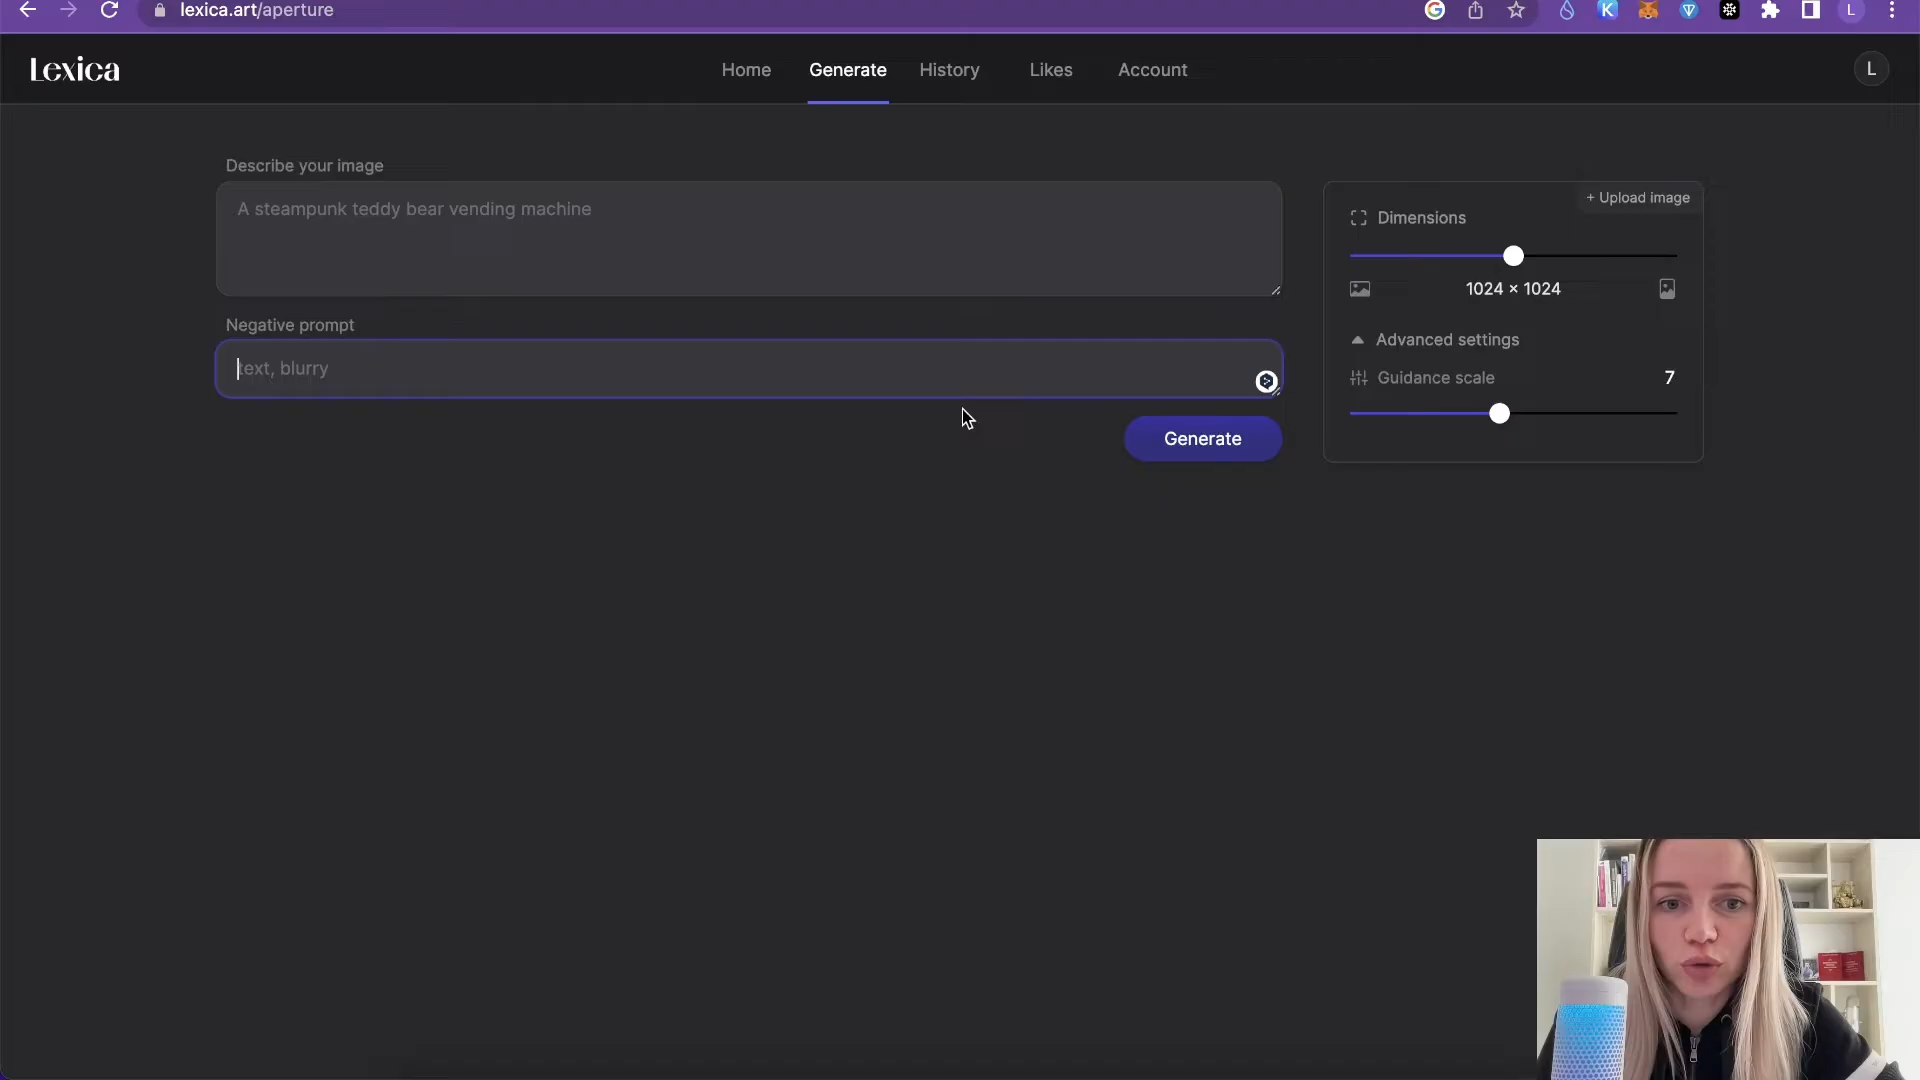 lexica.art/aperture
Lexica
Home
Generate
History
Likes
Account
L
Describe your image
A steampunk teddy bear vending machine
Negative prompt
text, blurry
Generate
+ Upload image
Dimensions
1024 × 1024
Advanced settings
Guidance scale
7